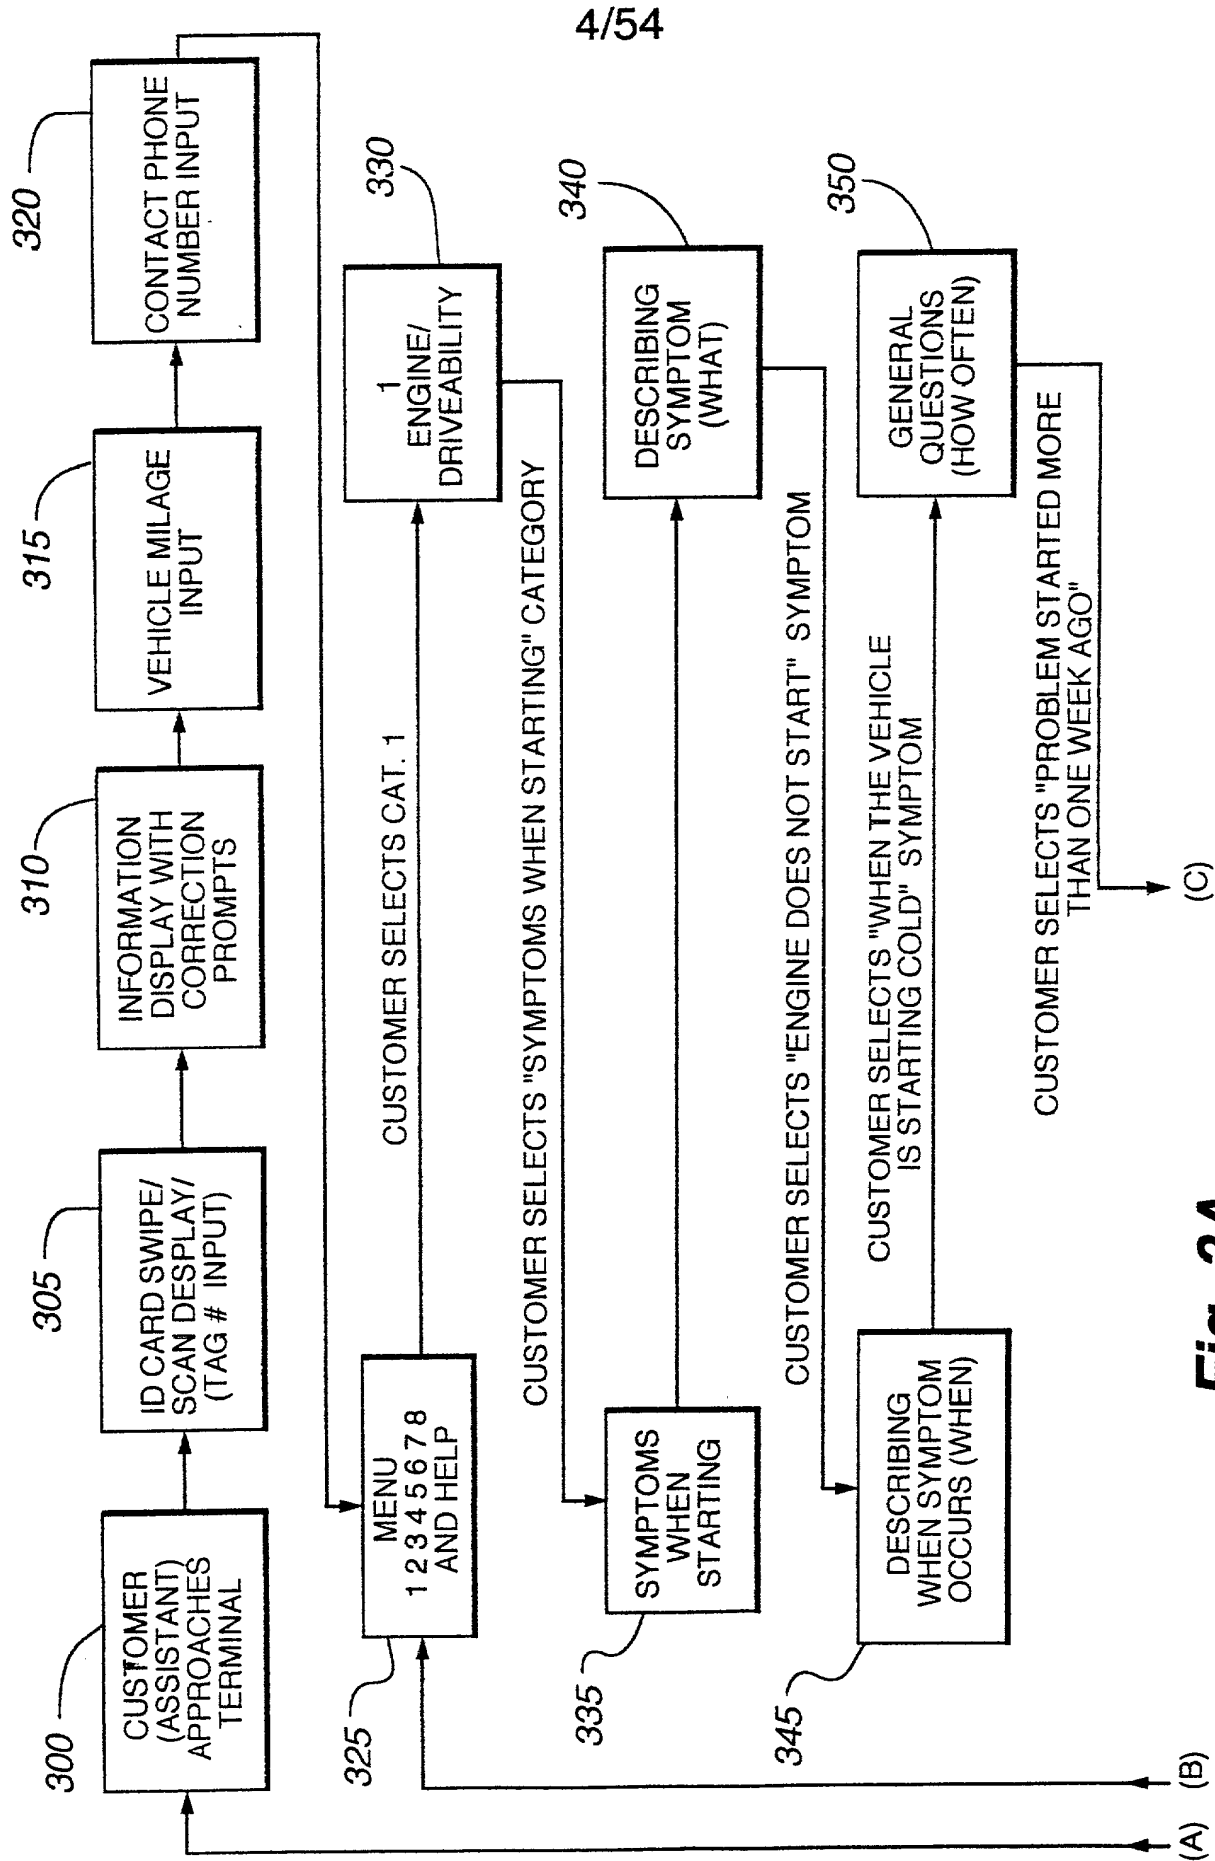 4/54
300
CUSTOMER
(ASSISTANT)
APPROACHES
TERMINAL
305
ID CARD SWIPE/
SCAN DESPLAY/
(TAG # INPUT)
310
INFORMATION
DISPLAY WITH
CORRECTION
PROMPTS
315
VEHICLE MILAGE
INPUT
320
CONTACT PHONE
NUMBER INPUT
325
MENU
1 2 3 4 5 6 7 8
AND HELP
CUSTOMER SELECTS CAT. 1
330
1
ENGINE/
DRIVEABILITY
CUSTOMER SELECTS "SYMPTOMS WHEN STARTING" CATEGORY
335
SYMPTOMS
WHEN
STARTING
340
DESCRIBING
SYMPTOM
(WHAT)
CUSTOMER SELECTS "ENGINE DOES NOT START" SYMPTOM
345
DESCRIBING
WHEN SYMPTOM
OCCURS (WHEN)
CUSTOMER SELECTS "WHEN THE VEHICLE
IS STARTING COLD" SYMPTOM
350
GENERAL
QUESTIONS
(HOW OFTEN)
CUSTOMER SELECTS "PROBLEM STARTED MORE
THAN ONE WEEK AGO"
(A)
(B)
(C)